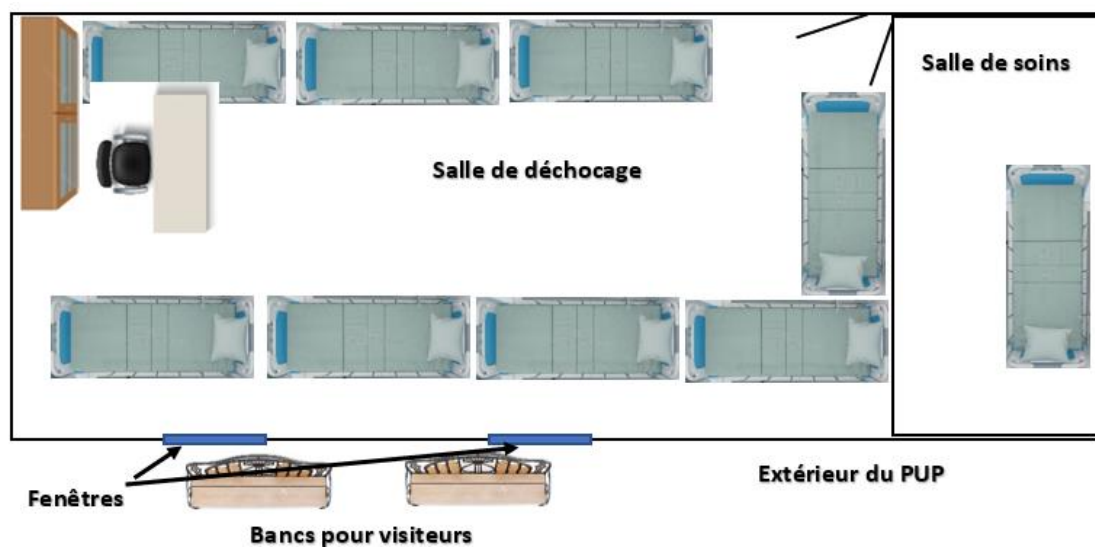 Salle de soins
Salle de déchocage
Extérieur du PUP
Fenêtres
Bancs pour visiteurs